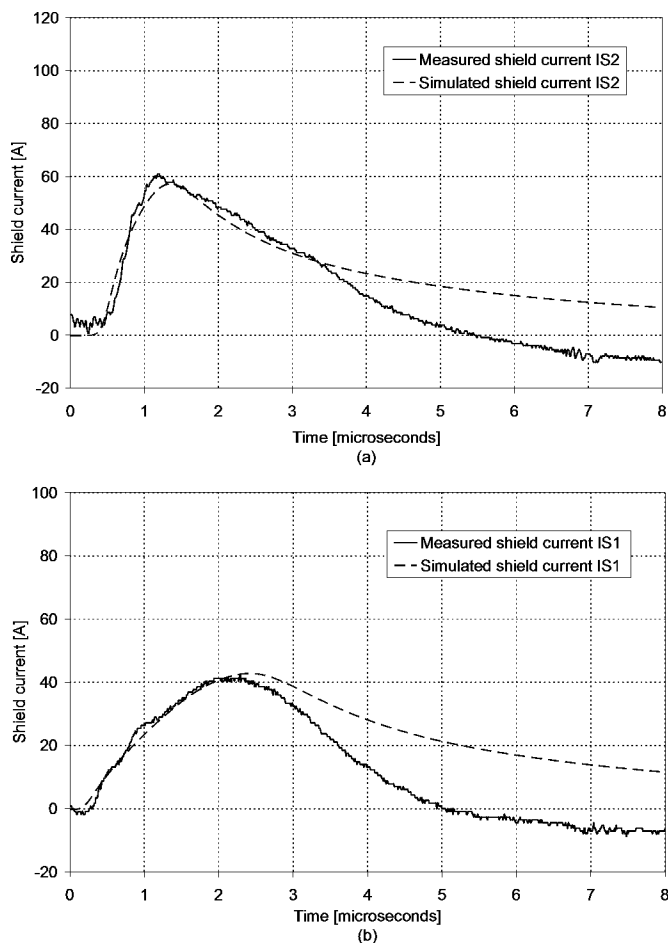 120
100
80
60
40
20
0
-20
Shield current [A]
Measured shield current IS2
Simulated shield current IS2
0 1 2 3 4 5 6 7 8
Time [microseconds]
(a)
100
80
60
40
20
0
-20
Shield current [A]
Measured shield current IS1
Simulated shield current IS1
0 1 2 3 4 5 6 7 8
Time [microseconds]
(b)